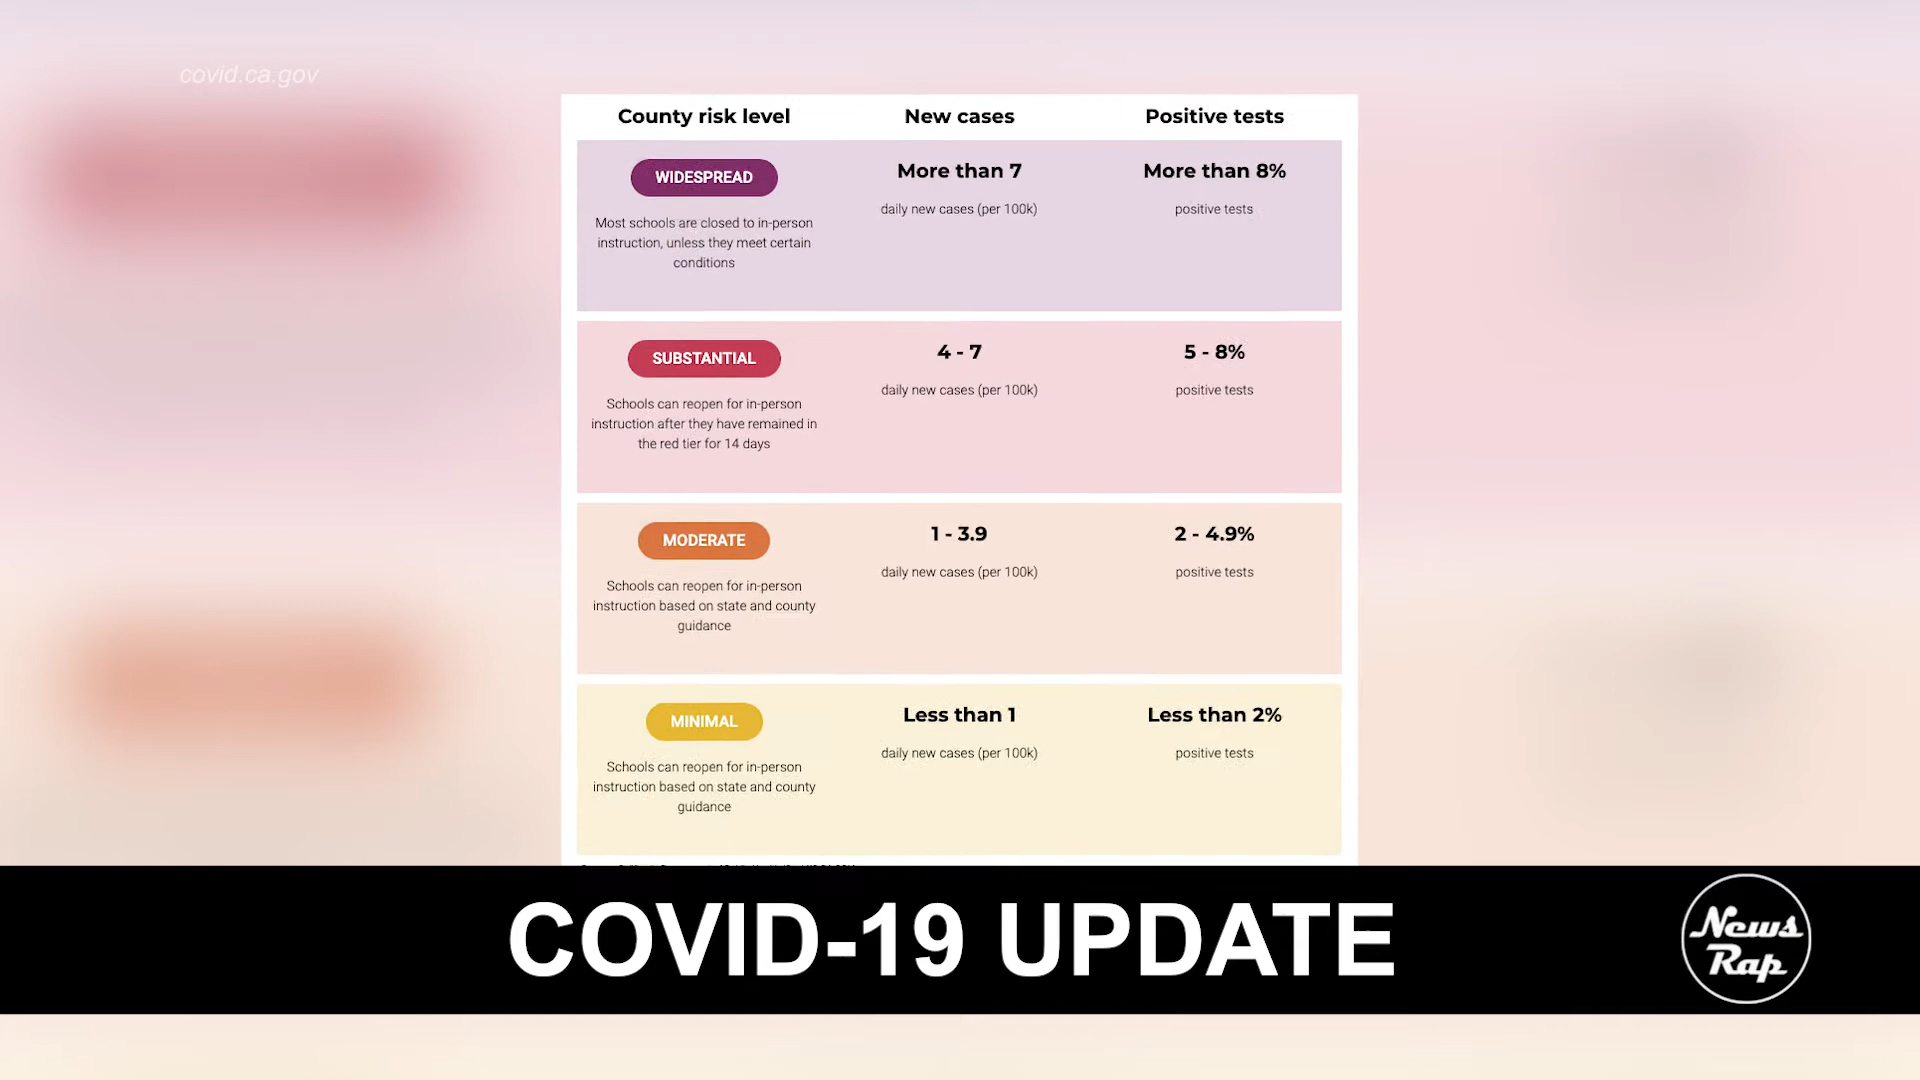 covid.ca.gov
County risk level New cases Positive tests
WIDESPREAD
Most schools are closed to in-person
instruction, unless they meet certain
conditions
More than 7
daily new cases (per 100k)
More than 8%
positive tests
SUBSTANTIAL
Schools can reopen for in-person
instruction after they have remained in
the red tier for 14 days
4 - 7
daily new cases (per 100k)
5 - 8%
positive tests
MODERATE
Schools can reopen for in-person
instruction based on state and county
guidance
1 - 3.9
daily new cases (per 100k)
2 - 4.9%
positive tests
MINIMAL
Schools can reopen for in-person
instruction based on state and county
guidance
Less than 1
daily new cases (per 100k)
Less than 2%
positive tests
COVID-19 UPDATE
News
Rap